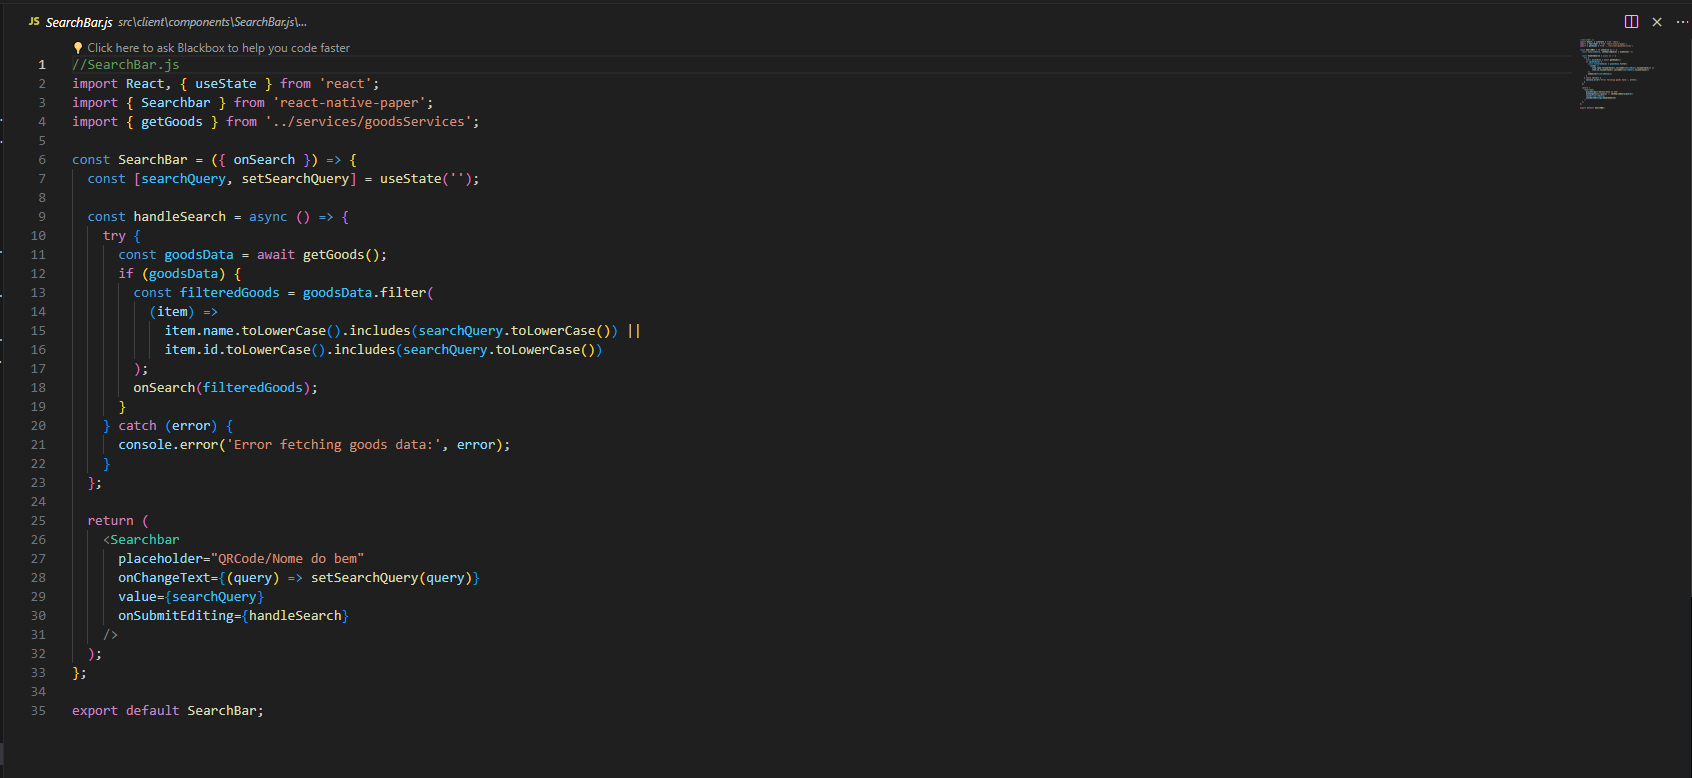 JS SearchBar.js src\client\components\SearchBar.js\...
Click here to ask Blackbox to help you code faster
1 //SearchBar.js
2 import React, { useState } from 'react';
3 import { Searchbar } from 'react-native-paper';
4 import { getGoods } from '../services/goodsServices';
5
6 const SearchBar = ({ onSearch }) => {
7   const [searchQuery, setSearchQuery] = useState('');
8
9   const handleSearch = async () => {
10     try {
11       const goodsData = await getGoods();
12       if (goodsData) {
13         const filteredGoods = goodsData.filter(
14           (item) =>
15             item.name.toLowerCase().includes(searchQuery.toLowerCase()) ||
16             item.id.toLowerCase().includes(searchQuery.toLowerCase())
17         );
18         onSearch(filteredGoods);
19       }
20     } catch (error) {
21       console.error('Error fetching goods data:', error);
22     }
23   };
24
25   return (
26     <Searchbar
27       placeholder="QRCode/Nome do bem"
28       onChangeText={(query) => setSearchQuery(query)}
29       value={searchQuery}
30       onSubmitEditing={handleSearch}
31     />
32   );
33 };
34
35 export default SearchBar;